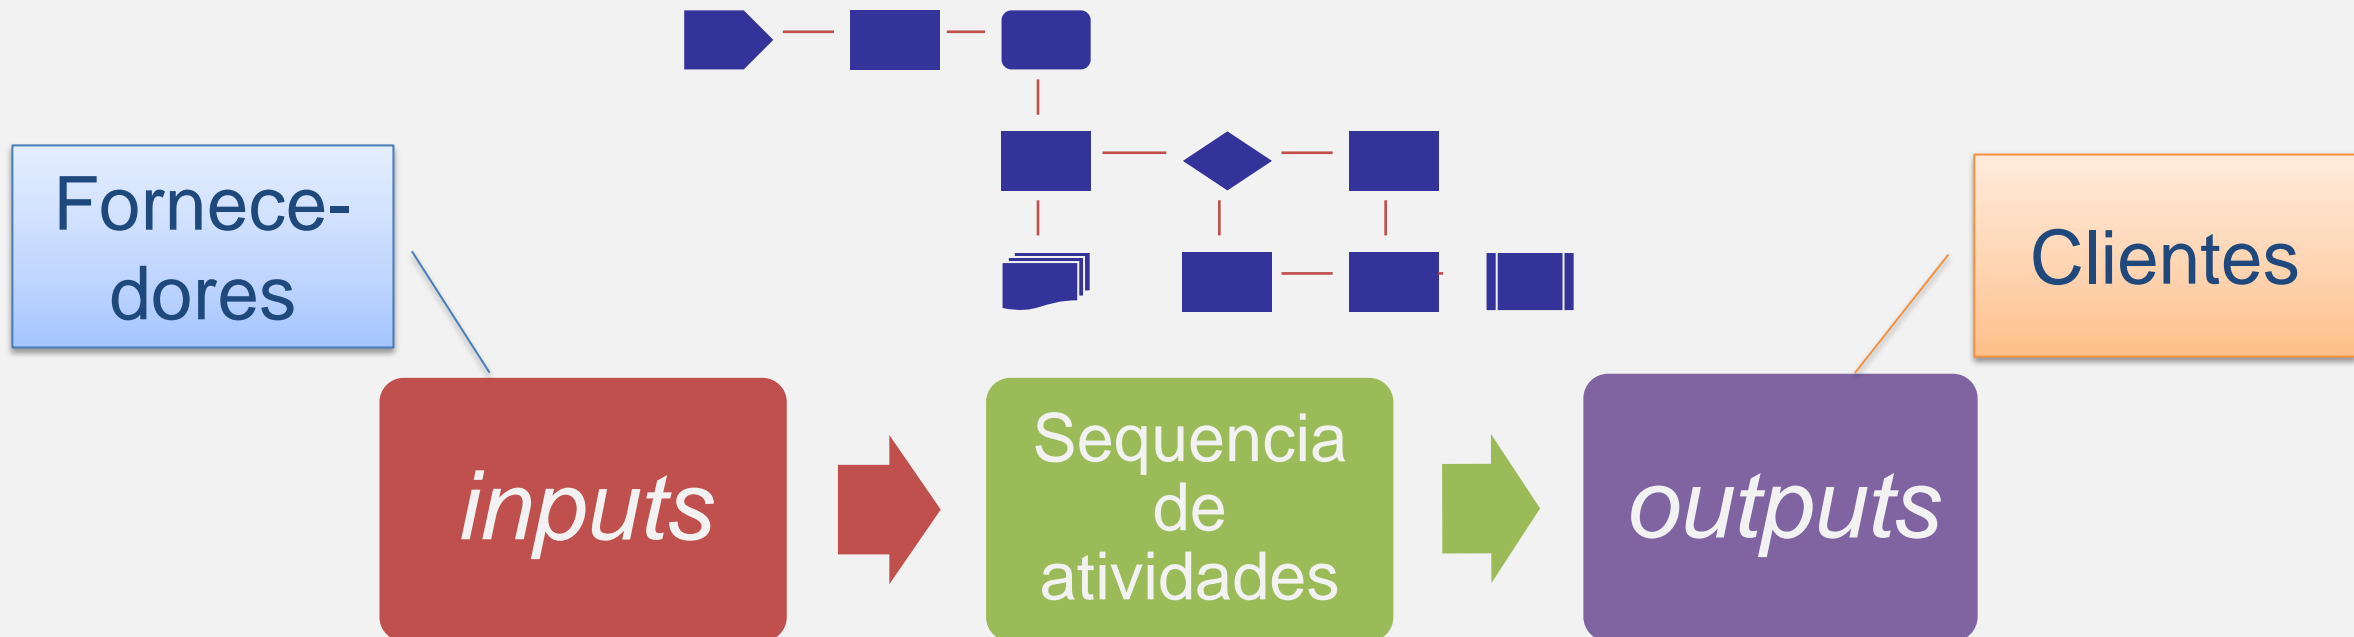 Fornece-
dores
Clientes
inputs
Sequencia
de
atividades
outputs